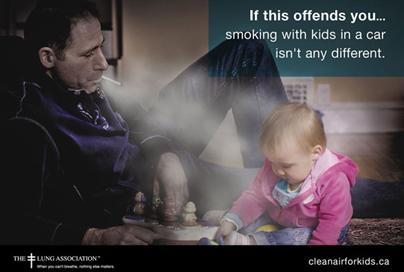 If this offends you...
smoking with kids in a car
isn't any different.
THE LUNG ASSOCIATION™
When you can't breathe, nothing else matters.
cleanairforkids.ca